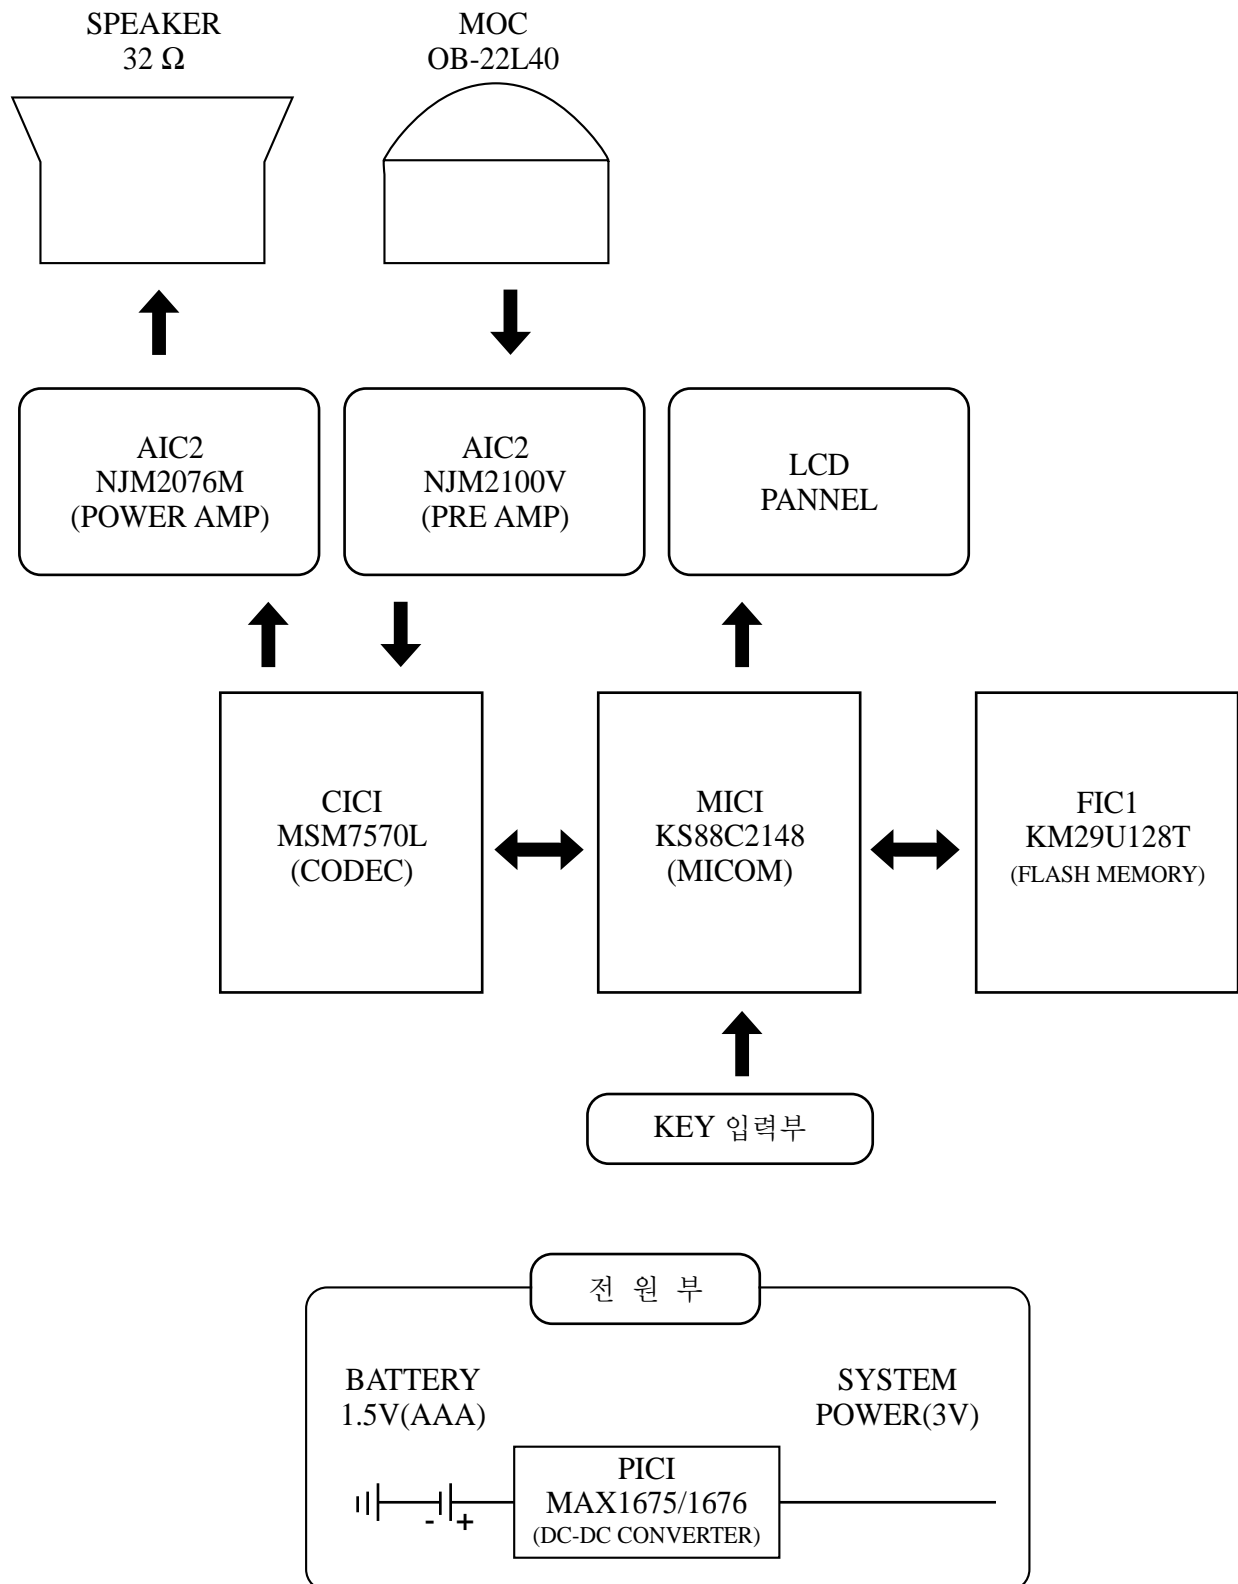 SPEAKER
32 Ω
MOC
OB-22L40
AIC2
NJM2076M
(POWER AMP)
AIC2
NJM2100V
(PRE AMP)
LCD
PANNEL
CICI
MSM7570L
(CODEC)
MICI
KS88C2148
(MICOM)
FIC1
KM29U128T
(FLASH MEMORY)
KEY 입력부
전 원 부
BATTERY
1.5V(AAA)
SYSTEM
POWER(3V)
PICI
MAX1675/1676
(DC-DC CONVERTER)
- +